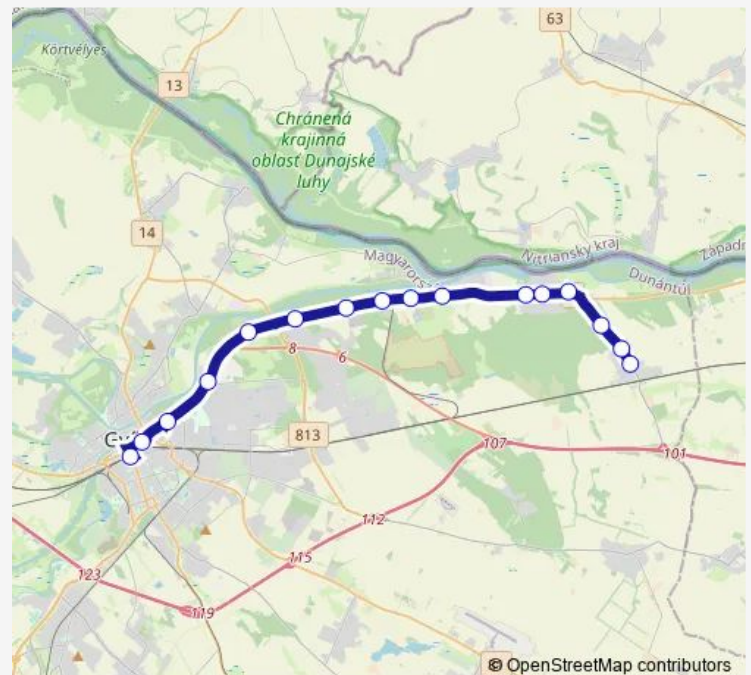 Körtvélyes
63
13
Chránená
krajinná
oblasť Dunajské
luhy
14
Nitriansky kraj
Dunántúl
8
6
813
107
101
112
115
123
119
© OpenStreetMap contributors